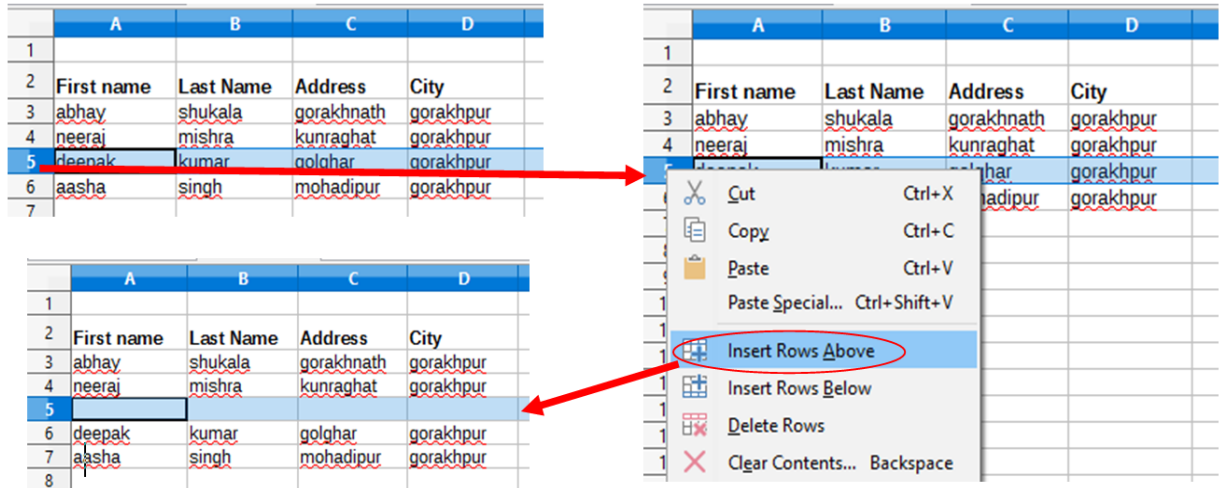 A B C D
1
2 First name Last Name Address City
3 abhay shukala gorakhnath gorakhpur
4 neeraj mishra kunraghat gorakhpur
5 deepak kumar golghar gorakhpur
6 aasha singh mohadipur gorakhpur
7
A B C D
1
2 First name Last Name Address City
3 abhay shukala gorakhnath gorakhpur
4 neeraj mishra kunraghat gorakhpur
gorakhpur
gorakhpur
Cut Ctrl+X
Copy Ctrl+C
Paste Ctrl+V
Paste Special... Ctrl+Shift+V
Insert Rows Above
Insert Rows Below
Delete Rows
Clear Contents... Backspace
A B C D
1
2 First name Last Name Address City
3 abhay shukala gorakhnath gorakhpur
4 neeraj mishra kunraghat gorakhpur
5
6 deepak kumar golghar gorakhpur
7 aasha singh mohadipur gorakhpur
8